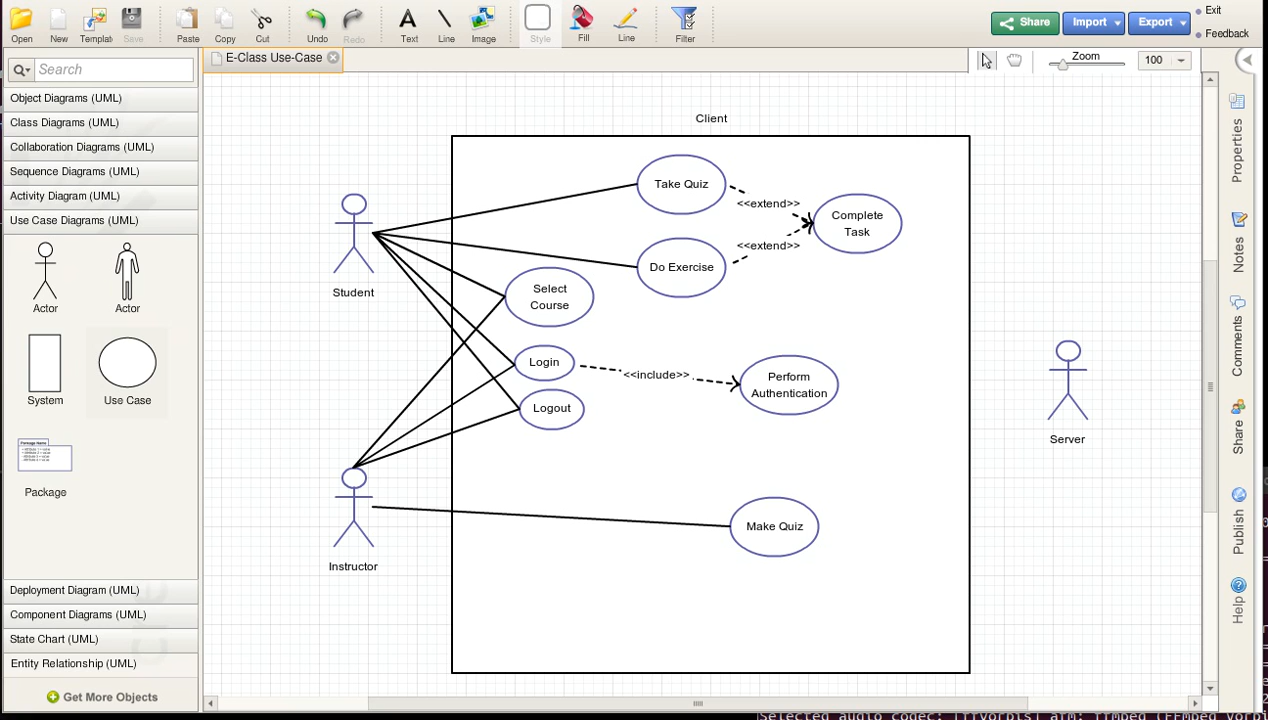 Open
New
Templat
Save
Paste
Copy
Cut
Undo
Redo
Text
Line
Image
Style
Fill
Line
Filter
Share
Import
Export
Exit
Feedback
E-Class Use-Case
Zoom
100
Search
Object Diagrams (UML)
Class Diagrams (UML)
Collaboration Diagrams (UML)
Sequence Diagrams (UML)
Activity Diagram (UML)
Use Case Diagrams (UML)
Actor
Actor
System
Use Case
Package Name
Package
Deployment Diagram (UML)
Component Diagrams (UML)
State Chart (UML)
Entity Relationship (UML)
Get More Objects
Client
Student
Instructor
Server
Take Quiz
<<extend>>
Complete
Task
Do Exercise
<<extend>>
Select
Course
Login
<<include>>
Perform
Authentication
Logout
Make Quiz
Properties
Notes
Comments
Share
Publish
Help